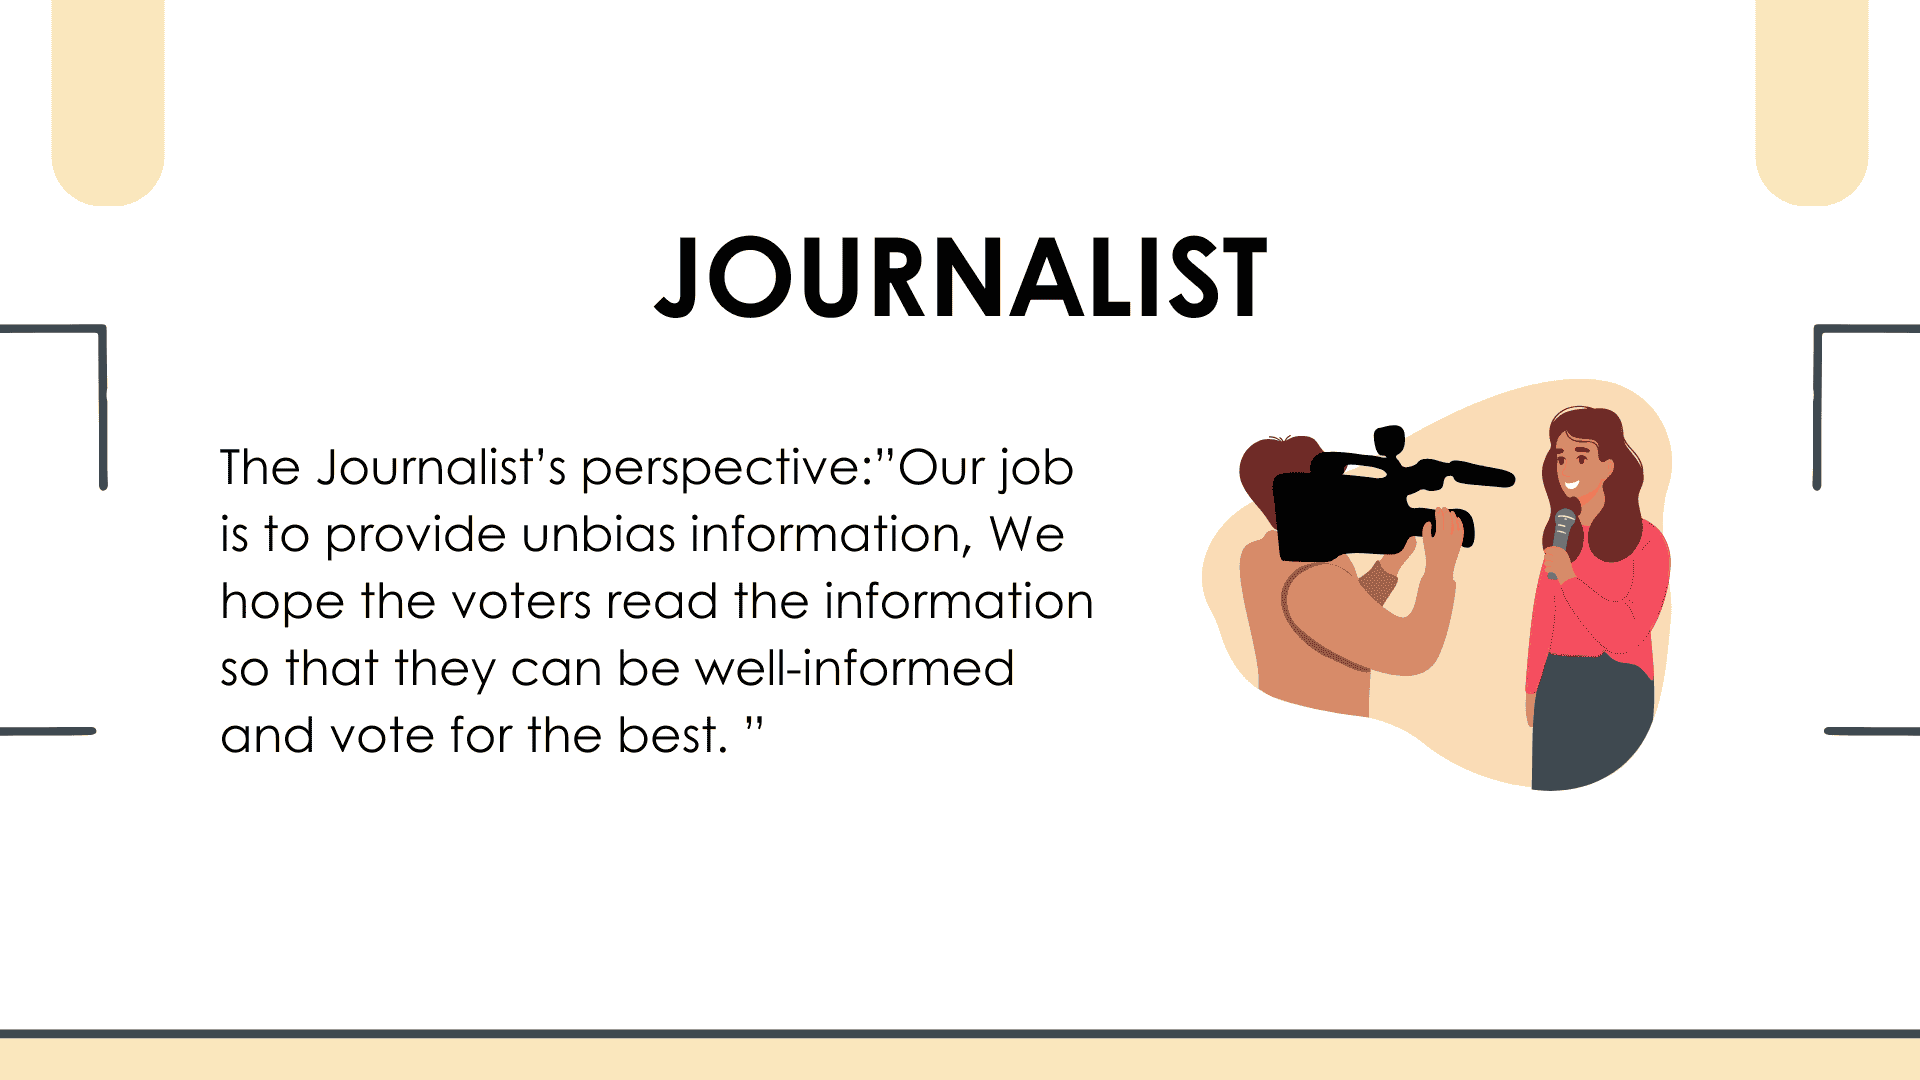 JOURNALIST
The Journalist’s perspective:”Our job
is to provide unbias information, We
hope the voters read the information
so that they can be well-informed
and vote for the best. ”